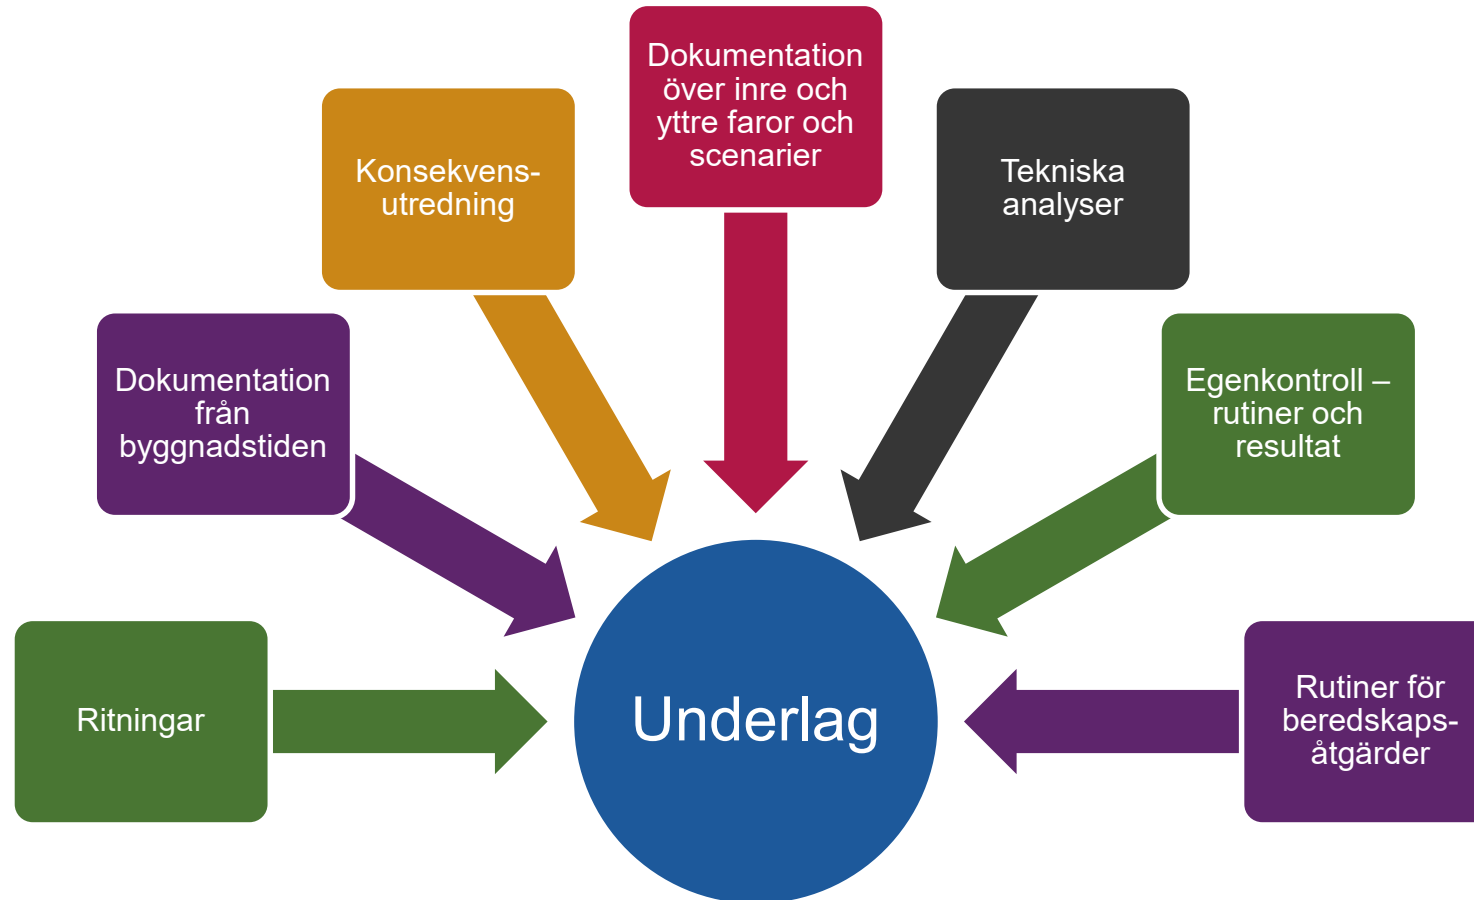 Dokumentation
över inre och
yttre faror och
scenarier
Konsekvens-
utredning
Tekniska
analyser
Dokumentation
från
byggnadstiden
Egenkontroll –
rutiner och
resultat
Ritningar
Underlag
Rutiner för
beredskaps-
åtgärder